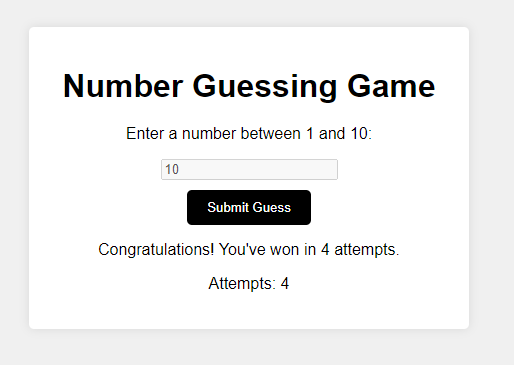 Number Guessing Game
Enter a number between 1 and 10:
10
Submit Guess
Congratulations! You've won in 4 attempts.
Attempts: 4